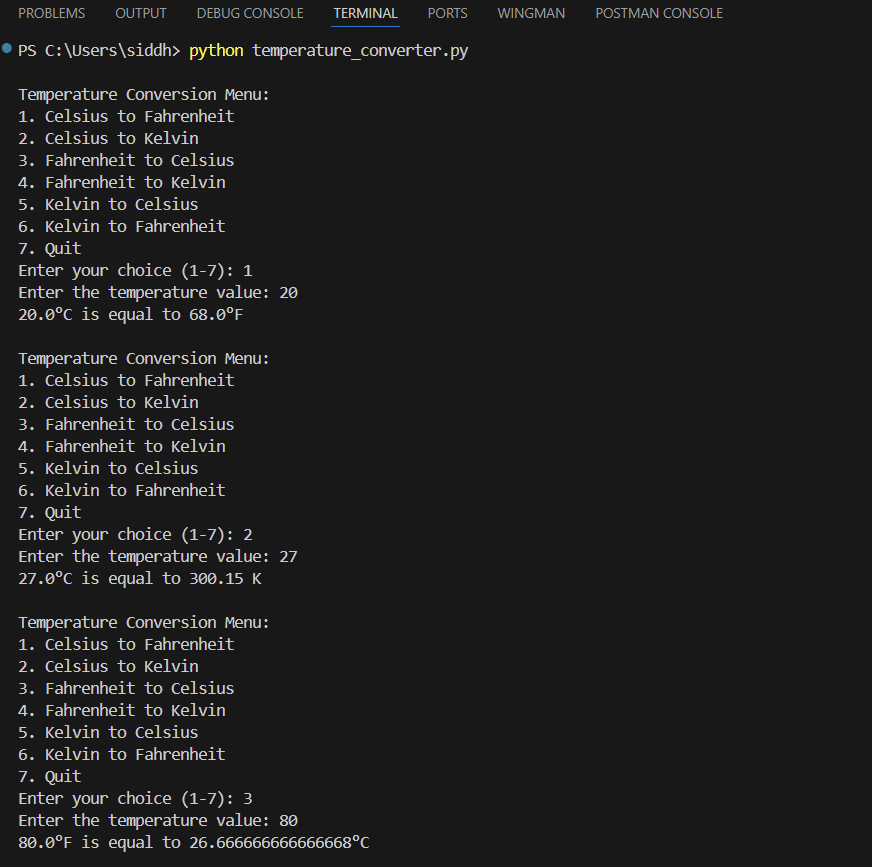 PROBLEMS OUTPUT DEBUG CONSOLE TERMINAL PORTS WINGMAN POSTMAN CONSOLE
PS C:\Users\siddh> python temperature_converter.py
Temperature Conversion Menu:
1. Celsius to Fahrenheit
2. Celsius to Kelvin
3. Fahrenheit to Celsius
4. Fahrenheit to Kelvin
5. Kelvin to Celsius
6. Kelvin to Fahrenheit
7. Quit
Enter your choice (1-7): 1
Enter the temperature value: 20
20.0°C is equal to 68.0°F
Temperature Conversion Menu:
1. Celsius to Fahrenheit
2. Celsius to Kelvin
3. Fahrenheit to Celsius
4. Fahrenheit to Kelvin
5. Kelvin to Celsius
6. Kelvin to Fahrenheit
7. Quit
Enter your choice (1-7): 2
Enter the temperature value: 27
27.0°C is equal to 300.15 K
Temperature Conversion Menu:
1. Celsius to Fahrenheit
2. Celsius to Kelvin
3. Fahrenheit to Celsius
4. Fahrenheit to Kelvin
5. Kelvin to Celsius
6. Kelvin to Fahrenheit
7. Quit
Enter your choice (1-7): 3
Enter the temperature value: 80
80.0°F is equal to 26.666666666666668°C